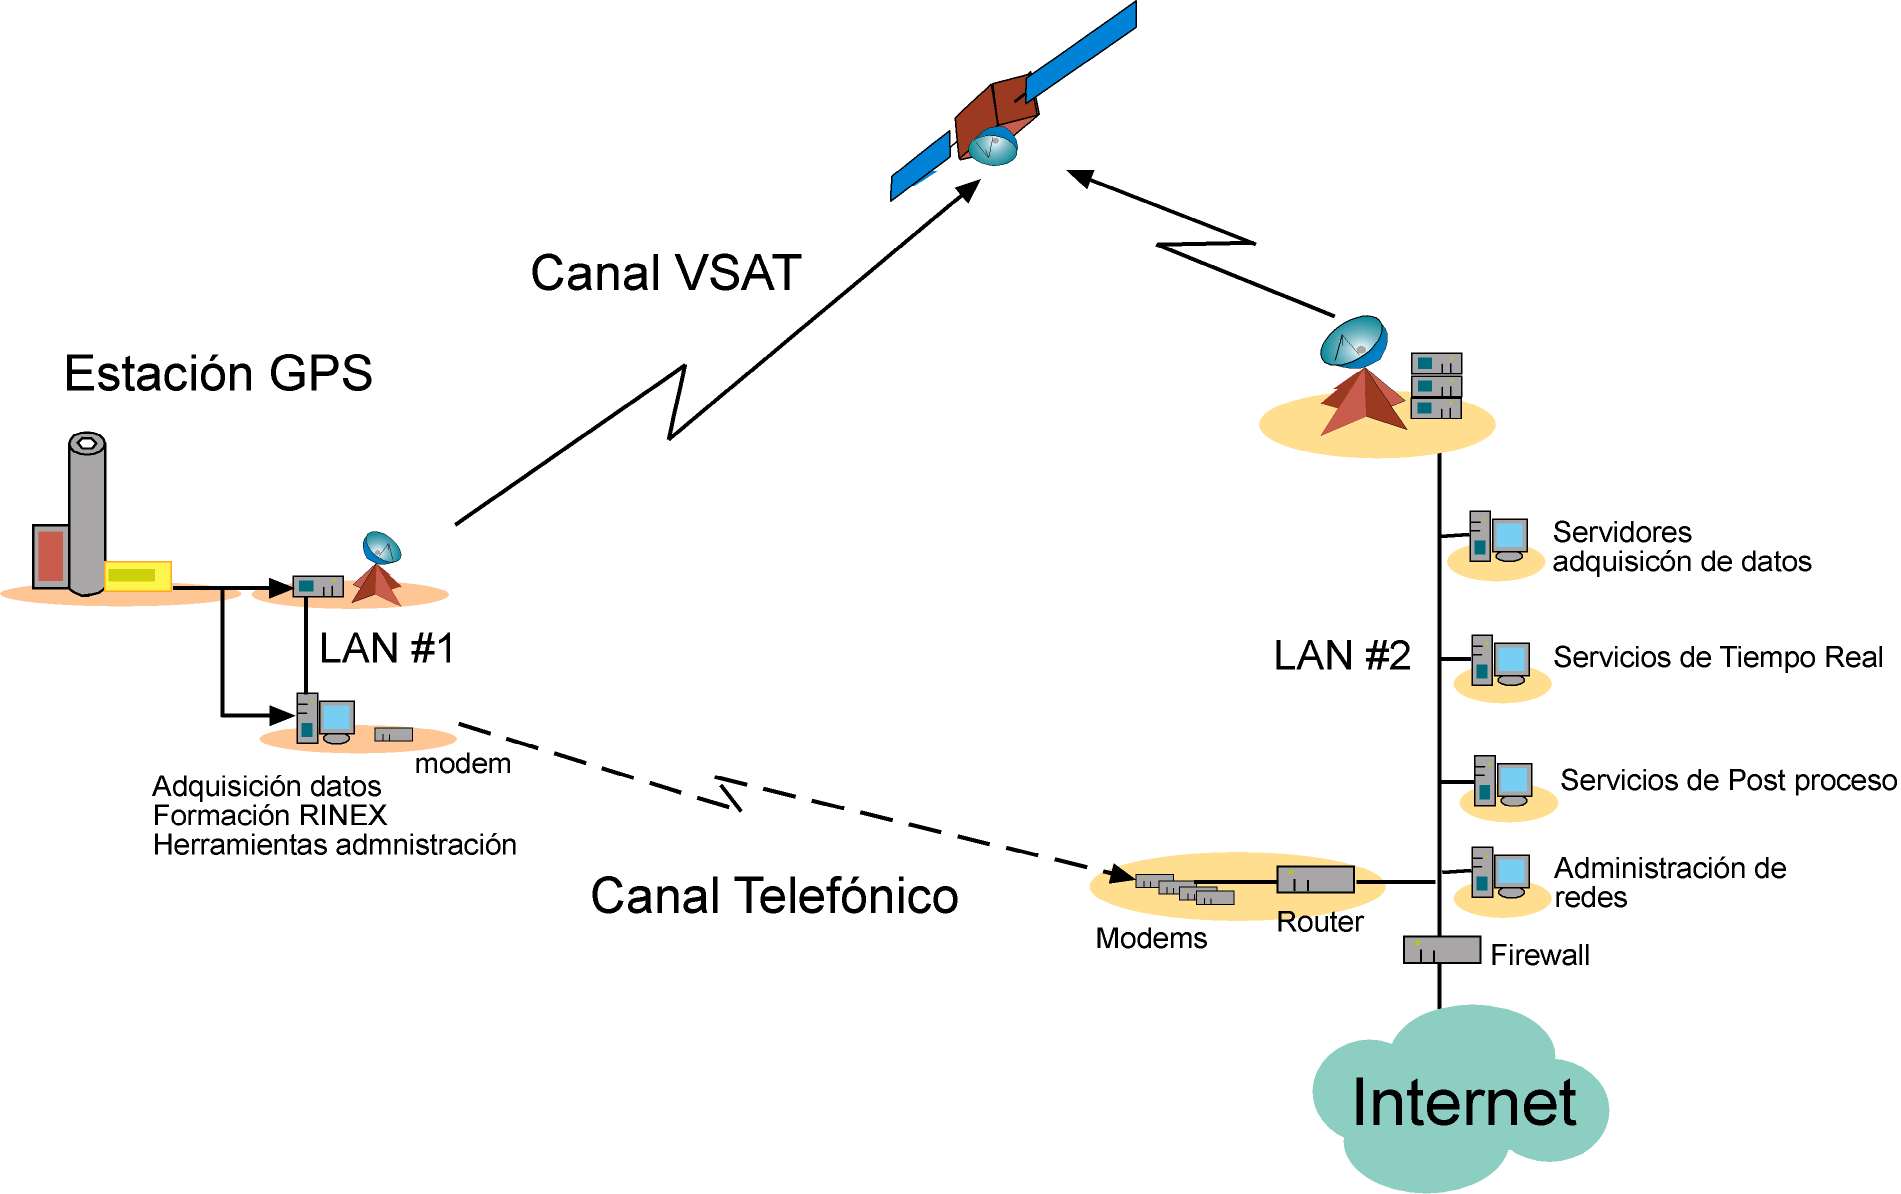 Canal VSAT
Estación GPS
LAN #1
modem
Adquisición datos
Formación RINEX
Herramientas admnistración
Canal Telefónico
Servidores
adquisicón de datos
LAN #2
Servicios de Tiempo Real
Servicios de Post proceso
Administración de
redes
Modems
Router
Firewall
Internet